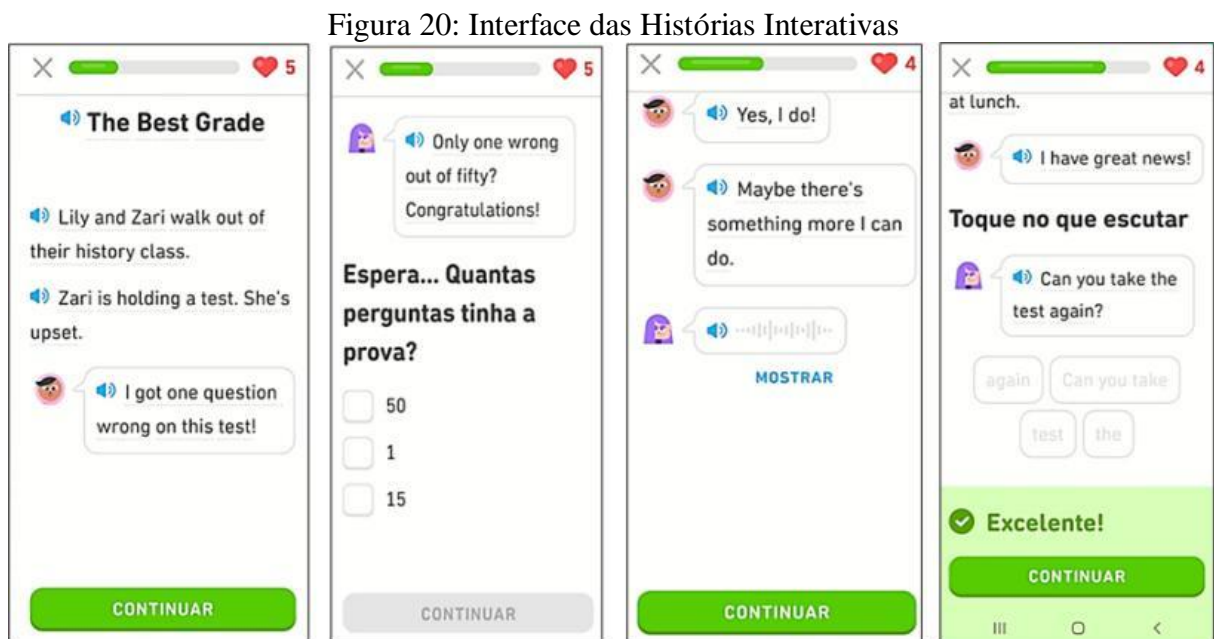 Figura 20: Interface das Histórias Interativas
5
The Best Grade
Lily and Zari walk out of
their history class.
Zari is holding a test. She's
upset.
I got one question
wrong on this test!
CONTINUAR
5
Only one wrong
out of fifty?
Congratulations!
Espera... Quantas
perguntas tinha a
prova?
50
1
15
CONTINUAR
4
Yes, I do!
Maybe there's
something more I can
do.
MOSTRAR
CONTINUAR
4
at lunch.
I have great news!
Toque no que escutar
Can you take the
test again?
again Can you take
test the
Excelente!
CONTINUAR